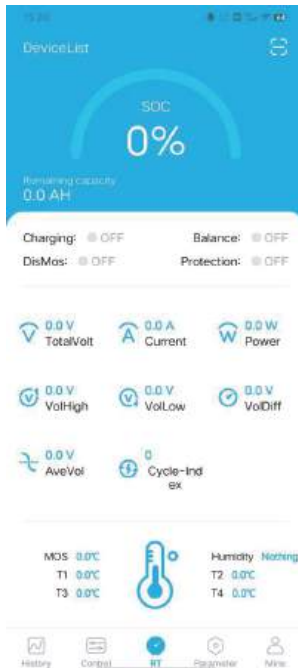 DeviceList
SOC
0%
Remaining capacity
0.0 AH
Charging: OFF Balance: OFF
DisMos: OFF Protection: OFF
0.0 V 0.0 A 0.0 W
TotalVolt Current Power
0.0 V 0.0 V 0.0 V
VolHigh VolLow VolDiff
0.0 V 0
AveVol Cycle-Ind
ex
MOS 0.0℃ Humidity Nothing
T1 0.0℃ T2 0.0℃
T3 0.0℃ T4 0.0℃
History Control RT Parameter Mine